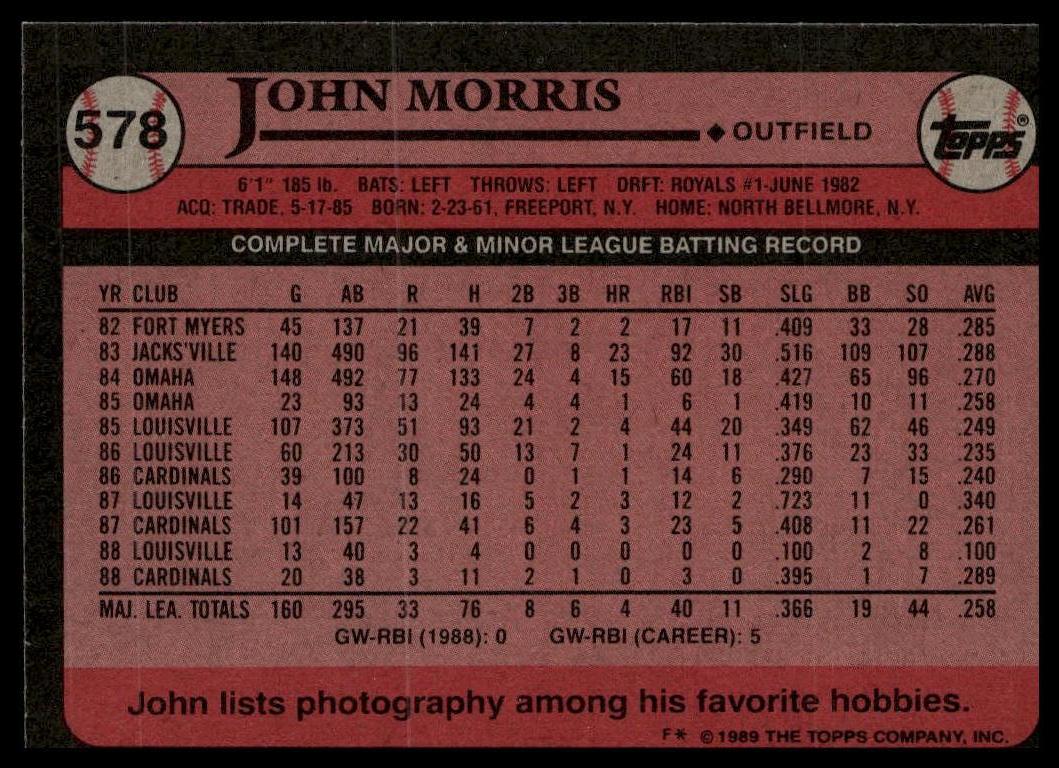 578
JOHN MORRIS
◆ OUTFIELD
TOPPS®
6'1" 185 lb. BATS: LEFT THROWS: LEFT DRFT: ROYALS #1-JUNE 1982
ACQ: TRADE, 5-17-85 BORN: 2-23-61, FREEPORT, N.Y. HOME: NORTH BELLMORE, N.Y.
COMPLETE MAJOR & MINOR LEAGUE BATTING RECORD
YR CLUB G AB R H 2B 3B HR RBI SB SLG BB SO AVG
82 FORT MYERS 45 137 21 39 7 2 2 17 11 .409 33 28 .285
83 JACKS'VILLE 140 490 96 141 27 8 23 92 30 .516 109 107 .288
84 OMAHA 148 492 77 133 24 4 15 60 18 .427 65 96 .270
85 OMAHA 23 93 13 24 4 4 1 6 1 .419 10 11 .258
85 LOUISVILLE 107 373 51 93 21 2 4 44 20 .349 62 46 .249
86 LOUISVILLE 60 213 30 50 13 7 1 24 11 .376 23 33 .235
86 CARDINALS 39 100 8 24 0 1 1 14 6 .290 7 15 .240
87 LOUISVILLE 14 47 13 16 5 2 3 12 2 .723 11 0 .340
87 CARDINALS 101 157 22 41 6 4 3 23 5 .408 11 22 .261
88 LOUISVILLE 13 40 3 4 0 0 0 0 0 .100 2 8 .100
88 CARDINALS 20 38 3 11 2 1 0 3 0 .395 1 7 .289
MAJ. LEA. TOTALS 160 295 33 76 8 6 4 40 11 .366 19 44 .258
GW-RBI (1988): 0 GW-RBI (CAREER): 5
John lists photography among his favorite hobbies.
F* ©1989 THE TOPPS COMPANY, INC.